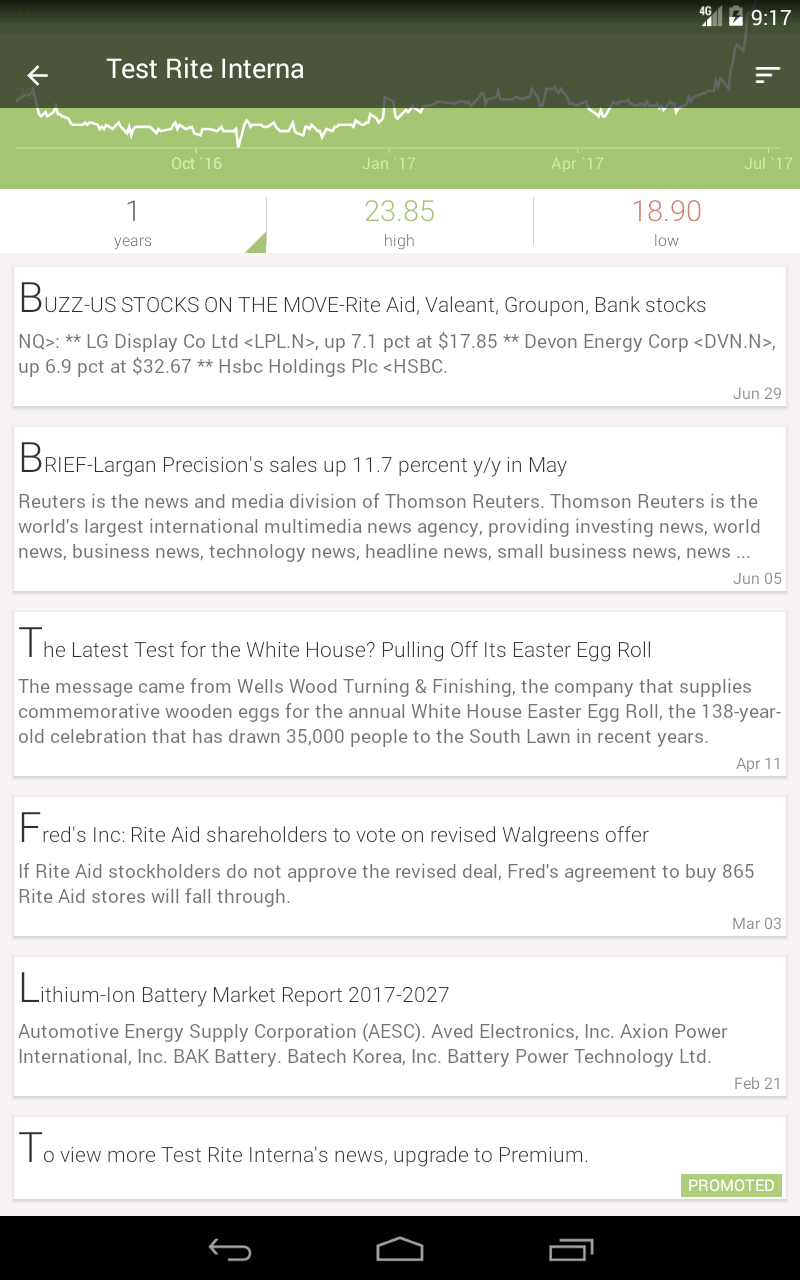 4G 9:17
Test Rite Interna
Oct `16 Jan `17 Apr `17 Jul `17
1 23.85 18.90
years high low
BUZZ-US STOCKS ON THE MOVE-Rite Aid, Valeant, Groupon, Bank stocks
NQ>: ** LG Display Co Ltd <LPL.N>, up 7.1 pct at $17.85 ** Devon Energy Corp <DVN.N>,
up 6.9 pct at $32.67 ** Hsbc Holdings Plc <HSBC.
Jun 29
BRIEF-Largan Precision's sales up 11.7 percent y/y in May
Reuters is the news and media division of Thomson Reuters. Thomson Reuters is the
world's largest international multimedia news agency, providing investing news, world
news, business news, technology news, headline news, small business news, news ...
Jun 05
The Latest Test for the White House? Pulling Off Its Easter Egg Roll
The message came from Wells Wood Turning & Finishing, the company that supplies
commemorative wooden eggs for the annual White House Easter Egg Roll, the 138-year-
old celebration that has drawn 35,000 people to the South Lawn in recent years.
Apr 11
Fred's Inc: Rite Aid shareholders to vote on revised Walgreens offer
If Rite Aid stockholders do not approve the revised deal, Fred's agreement to buy 865
Rite Aid stores will fall through.
Mar 03
Lithium-Ion Battery Market Report 2017-2027
Automotive Energy Supply Corporation (AESC). Aved Electronics, Inc. Axion Power
International, Inc. BAK Battery. Batech Korea, Inc. Battery Power Technology Ltd.
Feb 21
To view more Test Rite Interna's news, upgrade to Premium.
PROMOTED